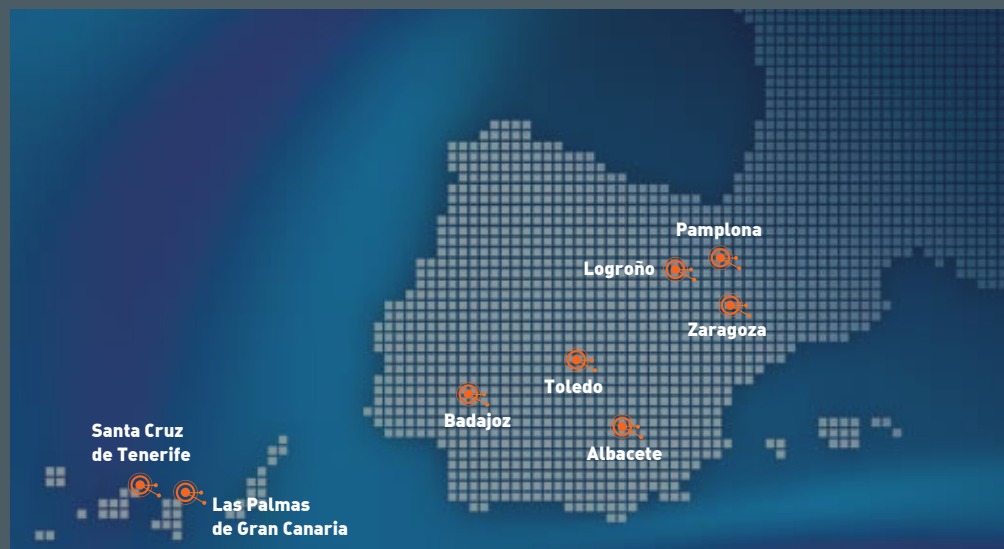 Pamplona
Logroño
Zaragoza
Toledo
Badajoz
Albacete
Santa Cruz
de Tenerife
Las Palmas
de Gran Canaria